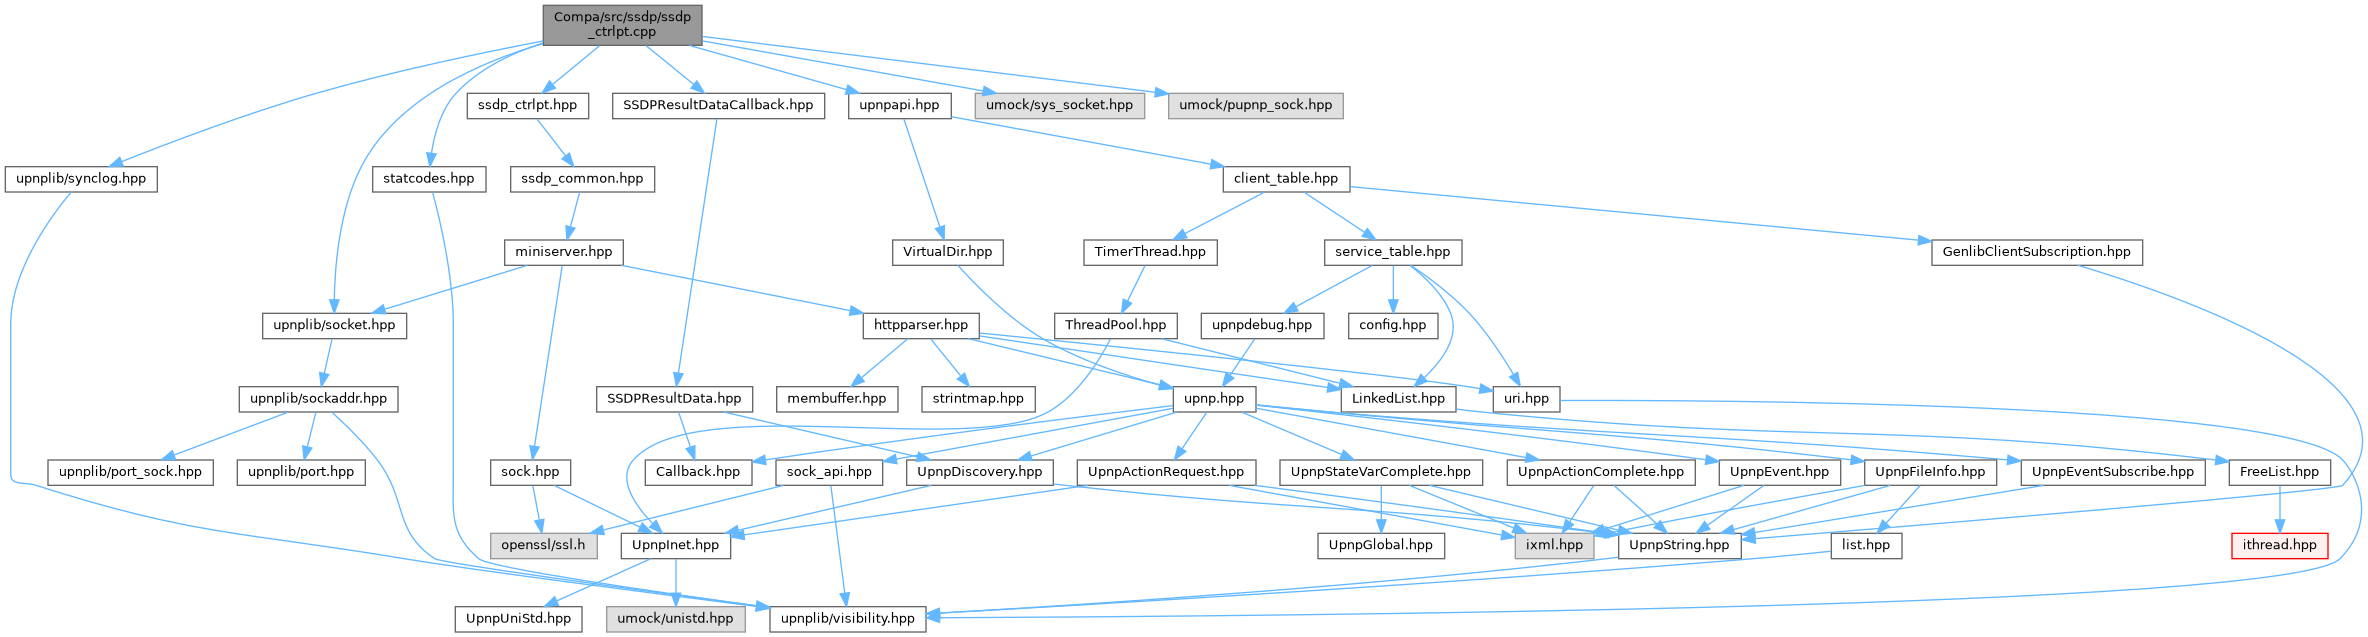 Compa/src/ssdp/ssdp
_ctrlpt.cpp
ssdp_ctrlpt.hpp
SSDPResultDataCallback.hpp
upnpapi.hpp
umock/sys_socket.hpp
umock/pupnp_sock.hpp
upnplib/synclog.hpp
statcodes.hpp
ssdp_common.hpp
client_table.hpp
miniserver.hpp
VirtualDir.hpp
TimerThread.hpp
service_table.hpp
GenlibClientSubscription.hpp
upnplib/socket.hpp
httpparser.hpp
ThreadPool.hpp
upnpdebug.hpp
config.hpp
upnplib/sockaddr.hpp
SSDPResultData.hpp
membuffer.hpp
strintmap.hpp
upnp.hpp
LinkedList.hpp
uri.hpp
upnplib/port_sock.hpp
upnplib/port.hpp
sock.hpp
Callback.hpp
sock_api.hpp
UpnpDiscovery.hpp
UpnpActionRequest.hpp
UpnpStateVarComplete.hpp
UpnpActionComplete.hpp
UpnpEvent.hpp
UpnpFileInfo.hpp
UpnpEventSubscribe.hpp
FreeList.hpp
openssl/ssl.h
UpnpInet.hpp
UpnpGlobal.hpp
ixml.hpp
UpnpString.hpp
list.hpp
ithread.hpp
UpnpUniStd.hpp
umock/unistd.hpp
upnplib/visibility.hpp